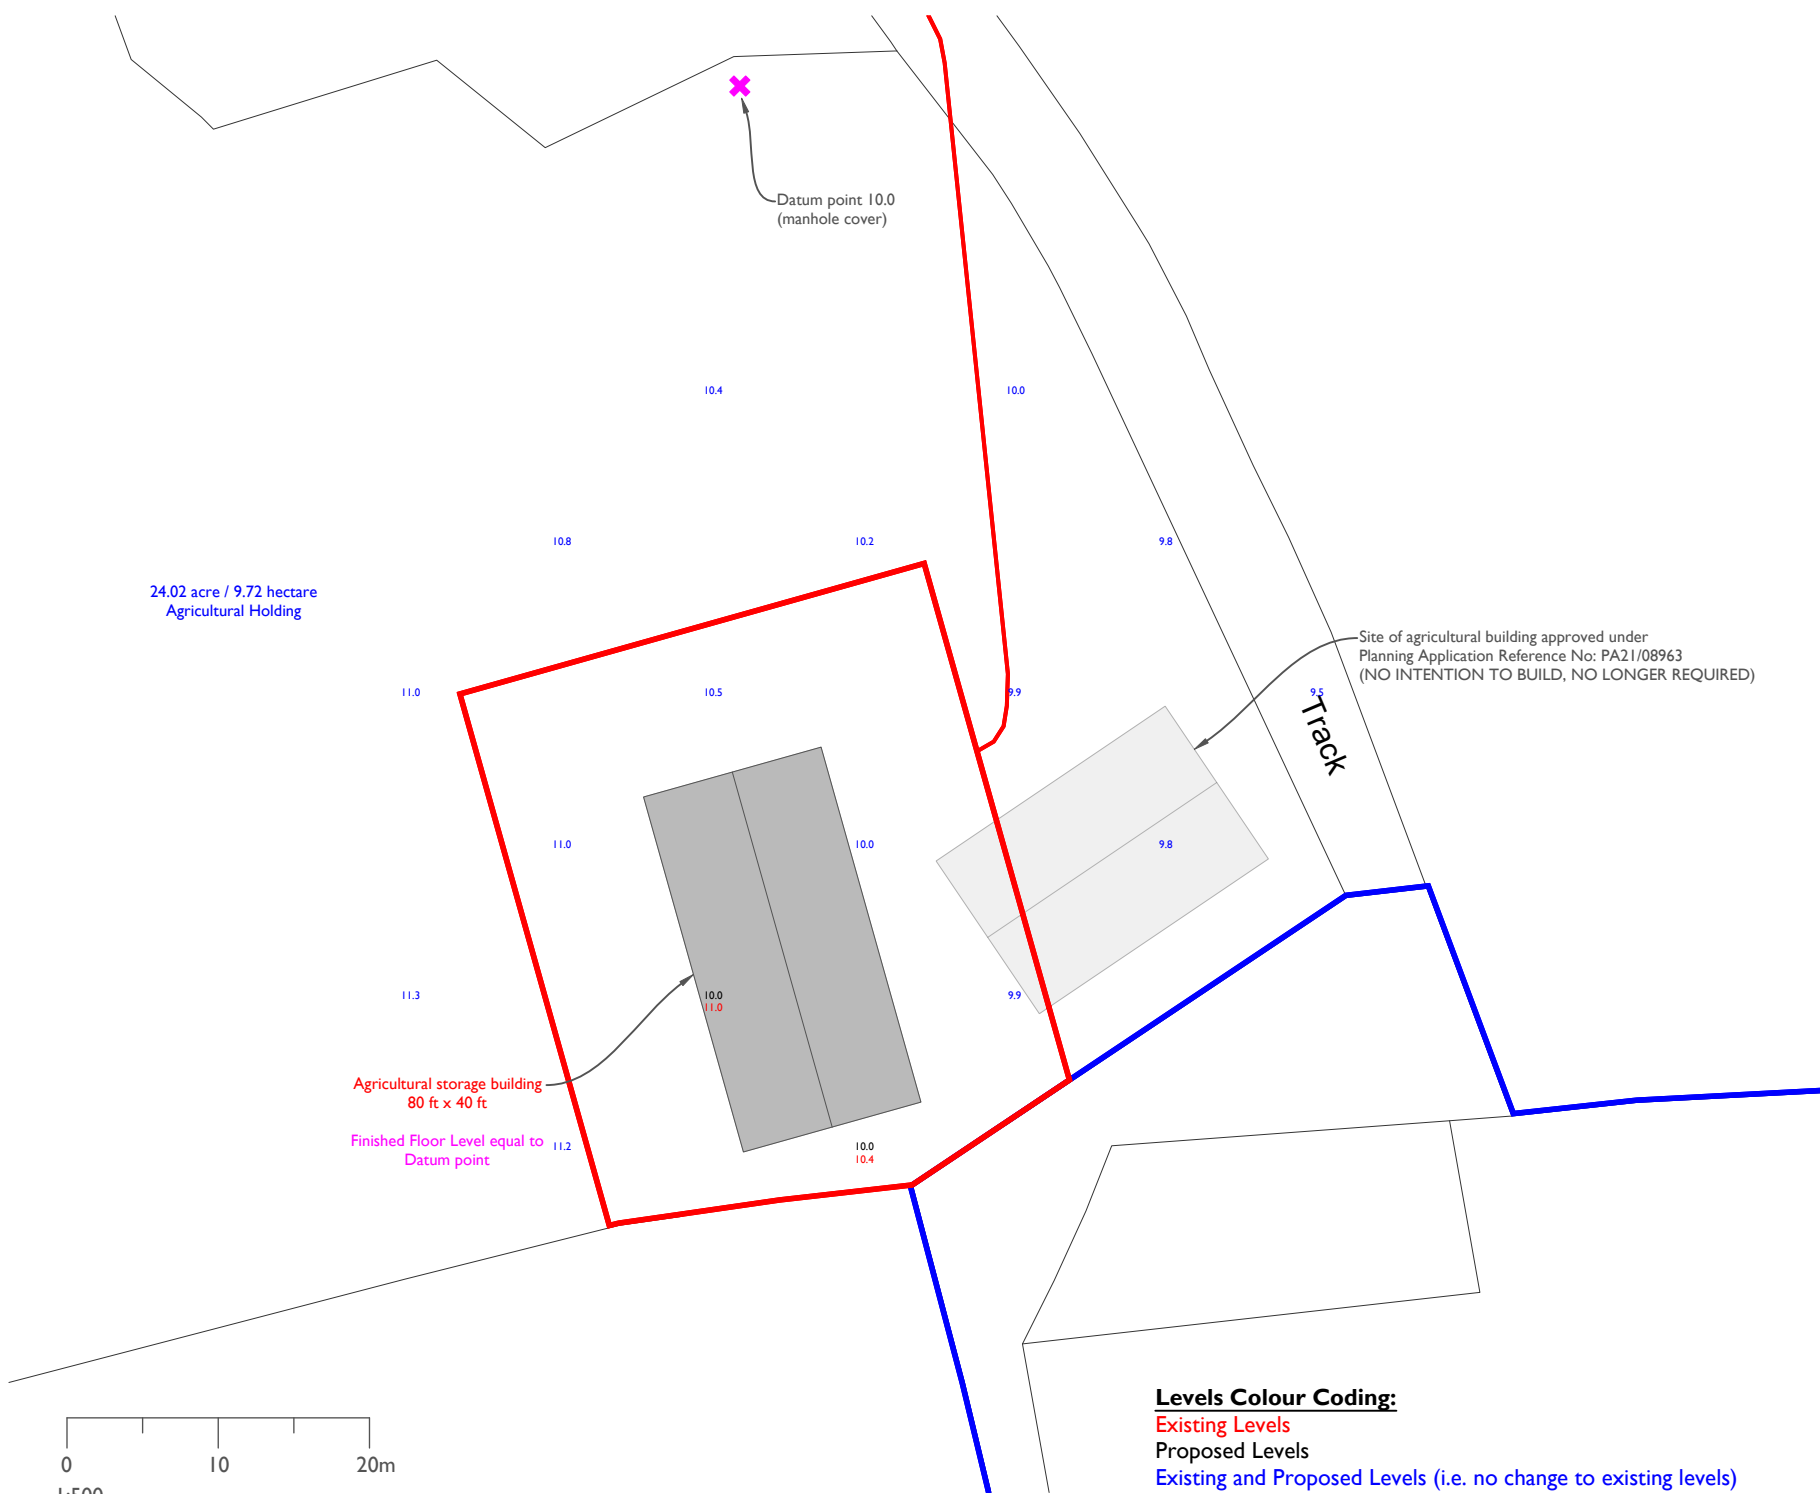 Datum point 10.0
(manhole cover)
10.4
10.0
10.8
10.2
9.8
24.02 acre / 9.72 hectare
Agricultural Holding
Site of agricultural building approved under
Planning Application Reference No: PA21/08963
(NO INTENTION TO BUILD, NO LONGER REQUIRED)
11.0
10.5
9.9
9.5
Track
11.0
10.0
9.8
11.3
10.0
11.0
9.9
Agricultural storage building
80 ft x 40 ft
Finished Floor Level equal to
Datum point
11.2
10.0
10.4
0 10 20m
1:500
Levels Colour Coding:
Existing Levels
Proposed Levels
Existing and Proposed Levels (i.e. no change to existing levels)